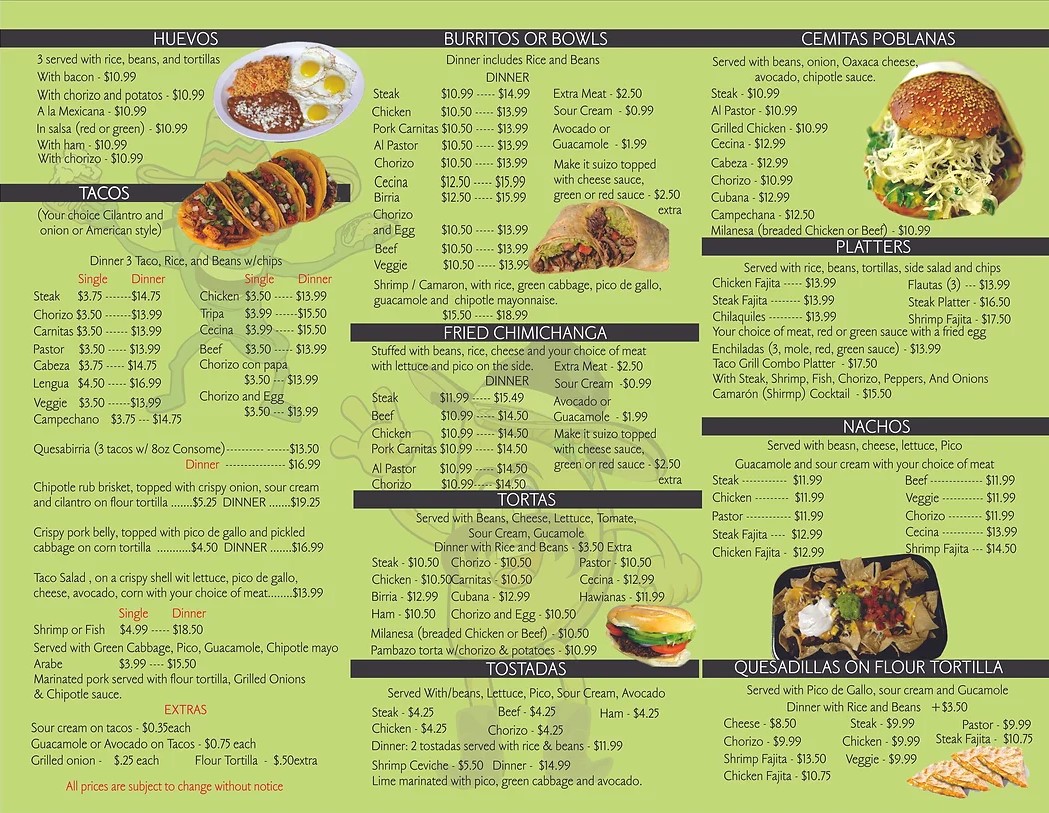 HUEVOS
3 served with rice, beans, and tortillas
With bacon - $10.99
With chorizo and potatos - $10.99
A la Mexicana - $10.99
In salsa (red or green) - $10.99
With ham - $10.99
With chorizo - $10.99
TACOS
(Your choice Cilantro and
onion or American style)
Dinner 3 Taco, Rice, and Beans w/chips
Single Dinner Single Dinner
Steak $3.75 -------$14.75 Chicken $3.50 ----- $13.99
Chorizo $3.50 ------$13.99 Tripa $3.99 ------$15.50
Carnitas $3.50 ----- $13.99 Cecina $3.99 ----- $15.50
Pastor $3.50 ----- $13.99 Beef $3.50 ----- $13.99
Cabeza $3.75 ----- $14.75 Chorizo con papa
Lengua $4.50 ----- $16.99 $3.50 --- $13.99
Veggie $3.50 ------$13.99 Chorizo and Egg
Campechano $3.75 --- $14.75 $3.50 --- $13.99
Quesabirria (3 tacos w/ 8oz Consome)---------- ------$13.50
Dinner --------------- $16.99
Chipotle rub brisket, topped with crispy onion, sour cream
and cilantro on flour tortilla .......$5.25 DINNER .......$19.25
Crispy pork belly, topped with pico de gallo and pickled
cabbage on corn tortilla ...........$4.50 DINNER .......$16.99
Taco Salad , on a crispy shell wit lettuce, pico de gallo,
cheese, avocado, corn with your choice of meat........$13.99
Single Dinner
Shrimp or Fish $4.99 ----- $18.50
Served with Green Cabbage, Pico, Guacamole, Chipotle mayo
Arabe $3.99 ---- $15.50
Marinated pork served with flour tortilla, Grilled Onions
& Chipotle sauce.
EXTRAS
Sour cream on tacos - $0.35each
Guacamole or Avocado on Tacos - $0.75 each
Grilled onion - $.25 each Flour Tortilla - $.50extra
All prices are subject to change without notice
BURRITOS OR BOWLS
Dinner includes Rice and Beans
DINNER
Steak $10.99 ----- $14.99
Chicken $10.50 ----- $13.99
Pork Carnitas $10.50 ----- $13.99
Al Pastor $10.50 ----- $13.99
Chorizo $10.50 ----- $13.99
Cecina $12.50 ----- $15.99
Birria $12.50 ----- $15.99
Chorizo
and Egg $10.50 ----- $13.99
Beef $10.50 ----- $13.99
Veggie $10.50 ----- $13.99
Extra Meat - $2.50
Sour Cream - $0.99
Avocado or
Guacamole - $1.99
Make it suizo topped
with cheese sauce,
green or red sauce - $2.50
extra
Shrimp / Camaron, with rice, green cabbage, pico de gallo,
guacamole and chipotle mayonnaise.
$15.50 ----- $18.99
FRIED CHIMICHANGA
Stuffed with beans, rice, cheese and your choice of meat
with lettuce and pico on the side.
DINNER
Steak $11.99 ----- $15.49
Beef $10.99 ----- $14.50
Chicken $10.99 ----- $14.50
Pork Carnitas $10.99 ----- $14.50
Al Pastor $10.99 ----- $14.50
Chorizo $10.99----- $14.50
Extra Meat - $2.50
Sour Cream -$0.99
Avocado or
Guacamole - $1.99
Make it suizo topped
with cheese sauce,
green or red sauce - $2.50
extra
TORTAS
Served with Beans, Cheese, Lettuce, Tomate,
Sour Cream, Gucamole
Dinner with Rice and Beans - $3.50 Extra
Steak - $10.50 Chorizo - $10.50 Pastor - $10.50
Chicken - $10.50 Carnitas - $10.50 Cecina - $12.99
Birria - $12.99 Cubana - $12.99 Hawianas - $11.99
Ham - $10.50 Chorizo and Egg - $10.50
Milanesa (breaded Chicken or Beef) - $10.50
Pambazo torta w/chorizo & potatoes - $10.99
TOSTADAS
Served With/beans, Lettuce, Pico, Sour Cream, Avocado
Steak - $4.25 Beef - $4.25 Ham - $4.25
Chicken - $4.25 Chorizo - $4.25
Dinner: 2 tostadas served with rice & beans - $11.99
Shrimp Ceviche - $5.50 Dinner - $14.99
Lime marinated with pico, green cabbage and avocado.
CEMITAS POBLANAS
Served with beans, onion, Oaxaca cheese,
avocado, chipotle sauce.
Steak - $10.99
Al Pastor - $10.99
Grilled Chicken - $10.99
Cecina - $12.99
Cabeza - $12.99
Chorizo - $10.99
Cubana - $12.99
Campechana - $12.50
Milanesa (breaded Chicken or Beef) - $10.99
PLATTERS
Served with rice, beans, tortillas, side salad and chips
Chicken Fajita ----- $13.99 Flautas (3) --- $13.99
Steak Fajita -------- $13.99 Steak Platter - $16.50
Chilaquiles --------- $13.99 Shrimp Fajita - $17.50
Your choice of meat, red or green sauce with a fried egg
Enchiladas (3, mole, red, green sauce) - $13.99
Taco Grill Combo Platter - $17.50
With Steak, Shrimp, Fish, Chorizo, Peppers, And Onions
Camarón (Shirmp) Cocktail - $15.50
NACHOS
Served with beasn, cheese, lettuce, Pico
Guacamole and sour cream with your choice of meat
Steak ----------- $11.99 Beef ------------ $11.99
Chicken --------- $11.99 Veggie ---------- $11.99
Pastor ----------- $11.99 Chorizo ---------$11.99
Steak Fajita ---- $12.99 Cecina ---------- $13.99
Chicken Fajita - $12.99 Shrimp Fajita --- $14.50
QUESADILLAS ON FLOUR TORTILLA
Served with Pico de Gallo, sour cream and Gucamole
Dinner with Rice and Beans +$3.50
Cheese - $8.50 Steak - $9.99 Pastor - $9.99
Chorizo - $9.99 Chicken - $9.99 Steak Fajita - $10.75
Shrimp Fajita - $13.50 Veggie - $9.99
Chicken Fajita - $10.75